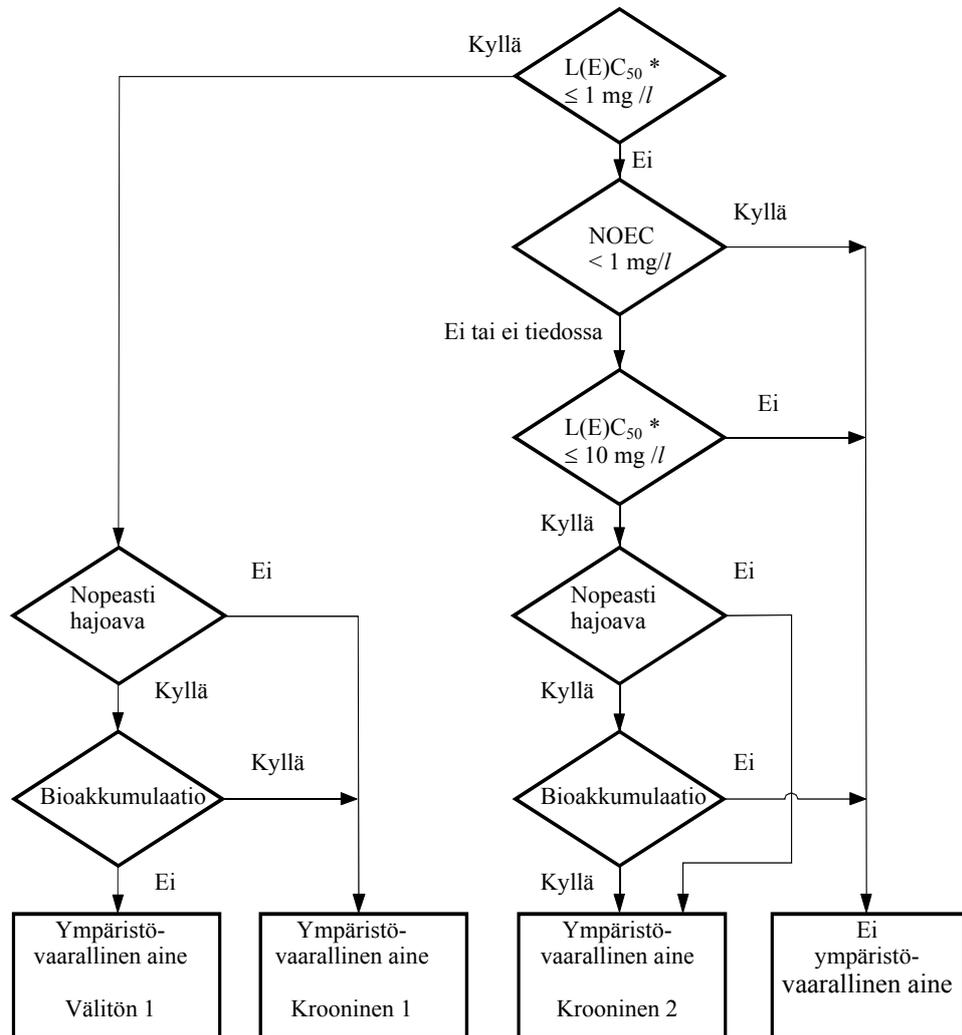 Kyllä
L(E)C₅₀ *
≤ 1 mg /l
Ei
NOEC
< 1 mg/l
Kyllä
Ei tai ei tiedossa
L(E)C₅₀ *
≤ 10 mg /l
Ei
Kyllä
Nopeasti
hajoava
Ei
Kyllä
Nopeasti
hajoava
Ei
Kyllä
Bioakkumulaatio
Kyllä
Ei
Bioakkumulaatio
Ei
Kyllä
Ympäristö-
vaarallinen aine
Välitön 1
Ympäristö-
vaarallinen aine
Krooninen 1
Ympäristö-
vaarallinen aine
Krooninen 2
Ei
ympäristö-
vaarallinen aine